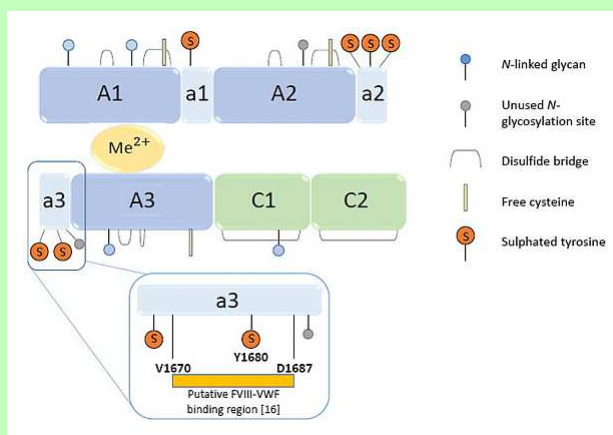 S
S S S
A1
a1
A2
a2
Me2+
a3
A3
C1
C2
S S
S
a3
S
S
Y1680
V1670
D1687
Putative FVIII-VWF
binding region [16]
N-linked glycan
Unused N-
glycosylation site
Disulfide bridge
Free cysteine
S
Sulphated tyrosine